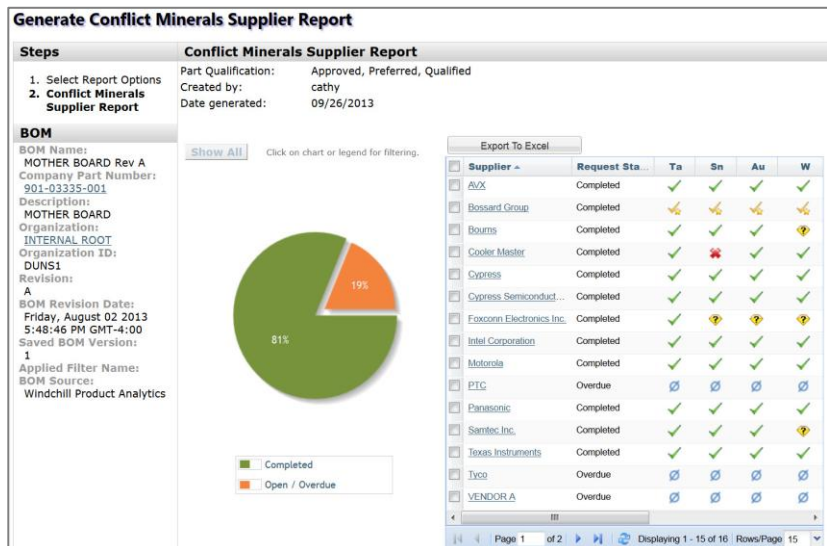 Generate Conflict Minerals Supplier Report
Steps
1. Select Report Options
2. Conflict Minerals
Supplier Report
BOM
BOM Name:
MOTHER BOARD Rev A
Company Part Number:
901-03335-001
Description:
MOTHER BOARD
Organization:
INTERNAL ROOT
Organization ID:
DUNS1
Revision:
A
BOM Revision Date:
Friday, August 02 2013
5:48:46 PM GMT-4:00
Saved BOM Version:
1
Applied Filter Name:
BOM Source:
Windchill Product Analytics
Conflict Minerals Supplier Report
Part Qualification: Approved, Preferred, Qualified
Created by: cathy
Date generated: 09/26/2013
Show All Click on chart or legend for filtering.
19%
81%
Completed
Open / Overdue
Export To Excel
Supplier Request Sta... Ta Sn Au W
AVX Completed
Bossard Group Completed
Bourns Completed
Cooler Master Completed
Cypress Completed
Cypress Semiconduct... Completed
Foxconn Electronics Inc. Completed
Intel Corporation Completed
Motorola Completed
PTC Overdue
Panasonic Completed
Samtec Inc. Completed
Texas Instruments Completed
Tyco Overdue
VENDOR A Overdue
Page 1 of 2 Displaying 1 - 15 of 16 Rows/Page 15